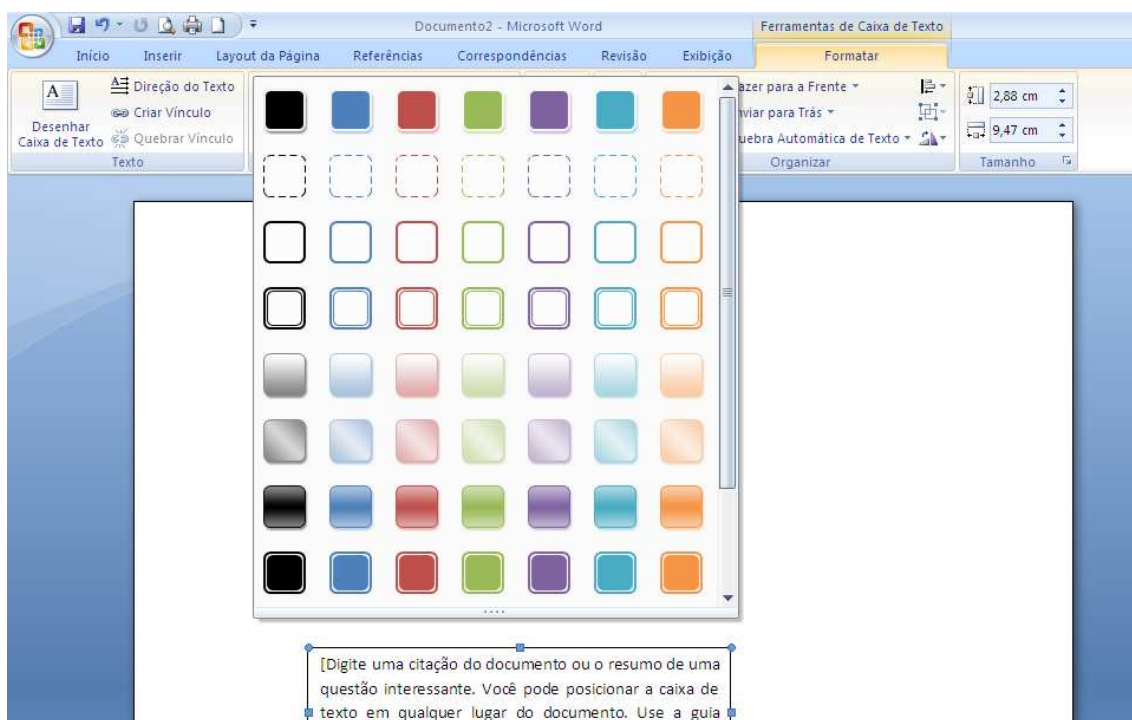 Documento2 - Microsoft Word
Ferramentas de Caixa de Texto
Início Inserir Layout da Página Referências Correspondências Revisão Exibição Formatar
A
Desenhar
Caixa de Texto
Direção do Texto
Criar Vínculo
Quebrar Vínculo
Texto
azer para a Frente
nviar para Trás
uebra Automática de Texto
Organizar
2,88 cm
9,47 cm
Tamanho
[Digite uma citação do documento ou o resumo de uma
questão interessante. Você pode posicionar a caixa de
texto em qualquer lugar do documento. Use a guia